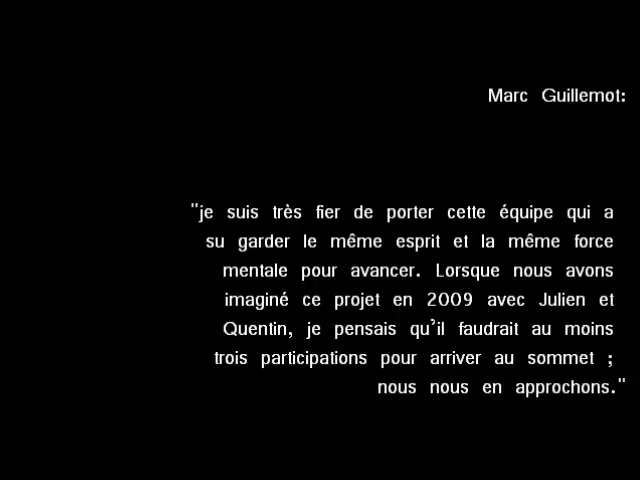 Marc Guillemot:
"je suis très fier de porter cette équipe qui a
su garder le même esprit et la même force
mentale pour avancer. Lorsque nous avons
imaginé ce projet en 2009 avec Julien et
Quentin, je pensais qu'il faudrait au moins
trois participations pour arriver au sommet ;
nous nous en approchons."